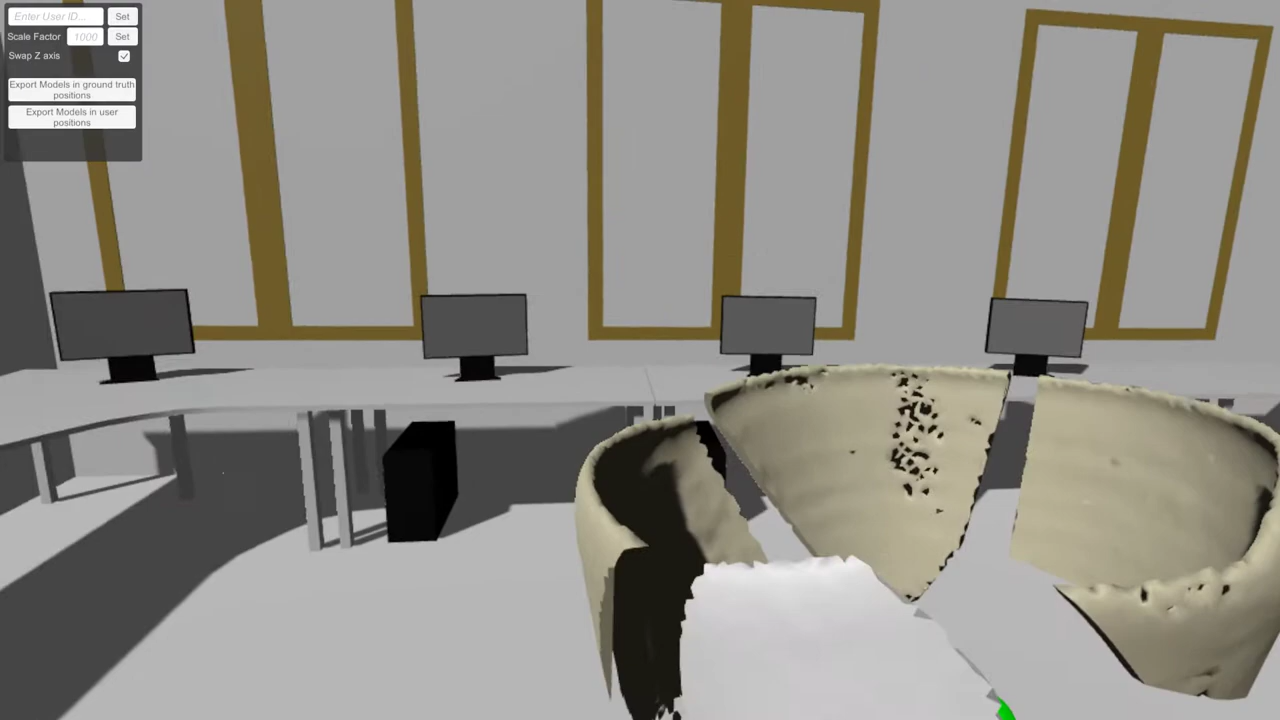 Enter User ID... Set
Scale Factor 1000 Set
Swap Z axis
Export Models in ground truth
positions
Export Models in user
positions